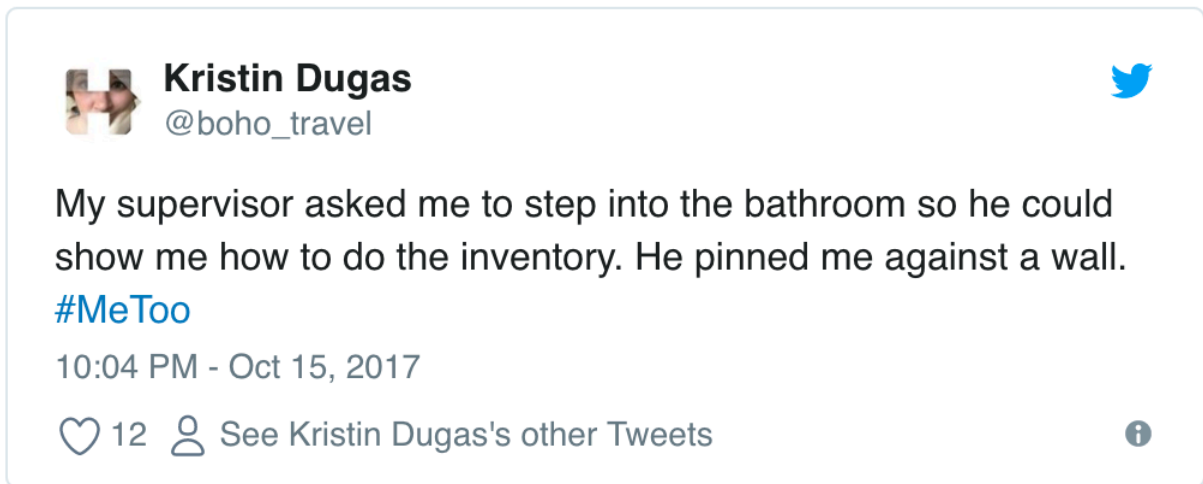 Kristin Dugas
@boho_travel
My supervisor asked me to step into the bathroom so he could
show me how to do the inventory. He pinned me against a wall.
#MeToo
10:04 PM - Oct 15, 2017
12 See Kristin Dugas's other Tweets